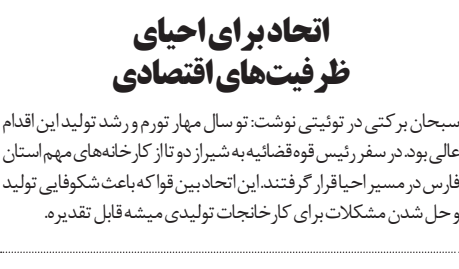 اتحاد برای احیای
ظرفیت‌های اقتصادی
سبحان برکتی در توئیتی نوشت: تو سال مهار تورم و رشد تولید این اقدام
عالی بود. در سفر رئیس قوه قضائیه به شیراز دو تا از کارخانه‌های مهم استان
فارس در مسیر احیا قرار گرفتند. این اتحاد بین قوا که باعث شکوفایی تولید
و حل شدن مشکلات برای کارخانجات تولیدی میشه قابل تقدیره.